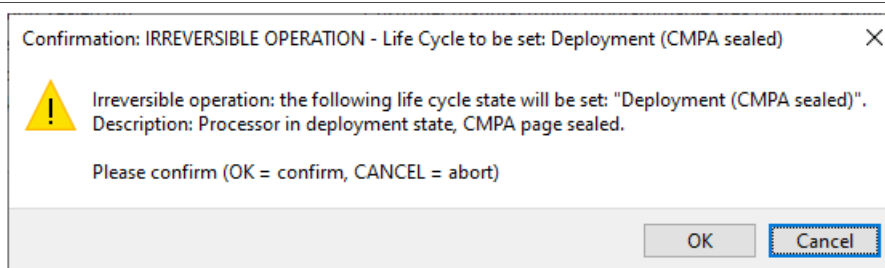 Confirmation: IRREVERSIBLE OPERATION - Life Cycle to be set: Deployment (CMPA sealed)
Irreversible operation: the following life cycle state will be set: "Deployment (CMPA sealed)".
Description: Processor in deployment state, CMPA page sealed.
Please confirm (OK = confirm, CANCEL = abort)
OK Cancel